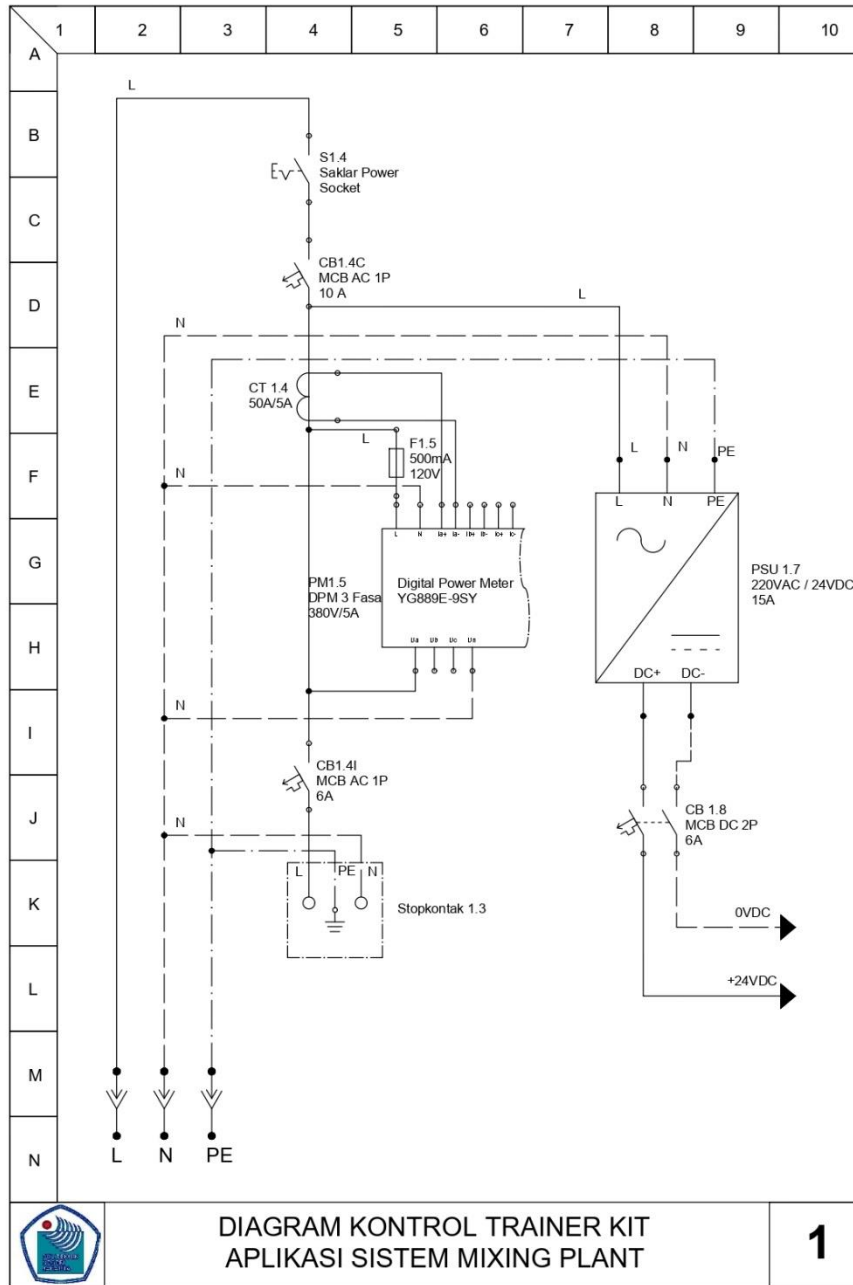 1 2 3 4 5 6 7 8 9 10
A
B
C
D
E
F
G
H
I
J
K
L
M
N
L
S1.4
Saklar Power
Socket
CB1.4C
MCB AC 1P
10 A
L
N
CT 1.4
50A/5A
L
F1.5
500mA
120V
N
L N PE
L N PE
PSU 1.7
220VAC / 24VDC
15A
DC+ DC-
L N Ia+ Ia- Ib+ Ib- Ic+ Ic-
PM1.5
DPM 3 Fasa
380V/5A
Digital Power Meter
YG889E-9SY
Ua Ub Uc Un
N
CB1.4I
MCB AC 1P
6A
CB 1.8
MCB DC 2P
6A
N
L PE N
Stopkontak 1.3
0VDC
+24VDC
L N PE
DIAGRAM KONTROL TRAINER KIT
APLIKASI SISTEM MIXING PLANT
1